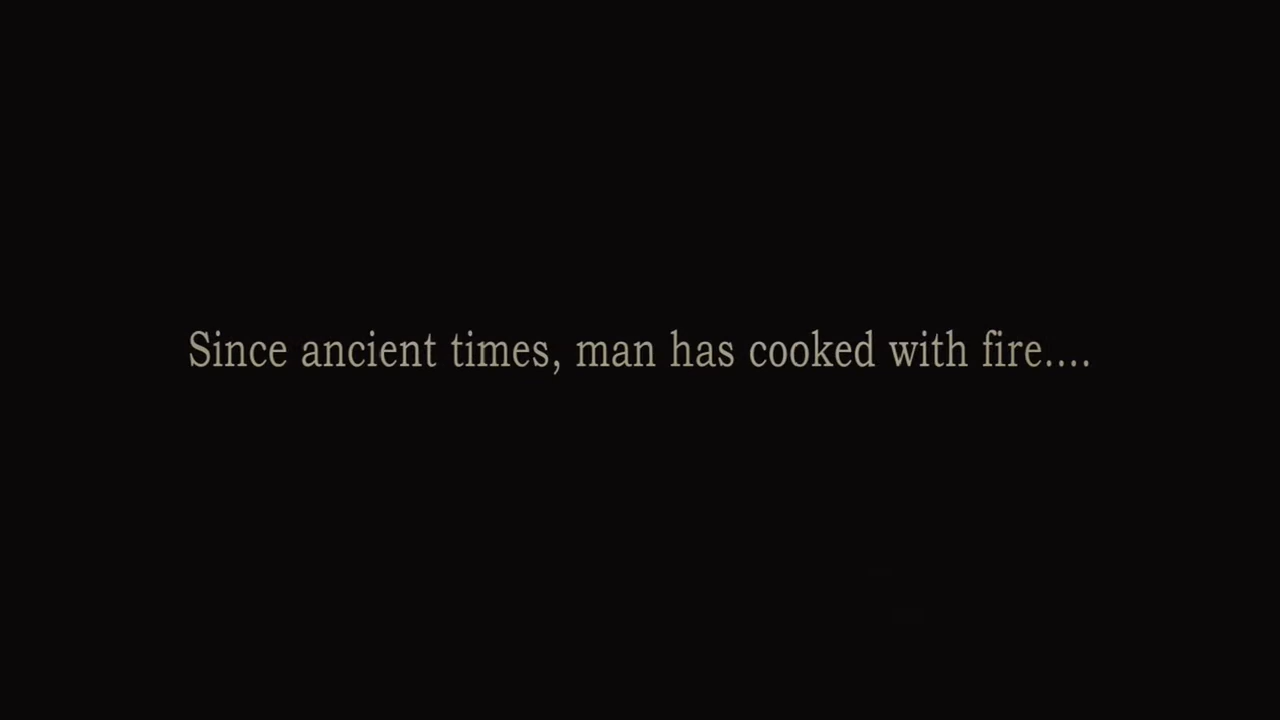 Since ancient times, man has cooked with fire....